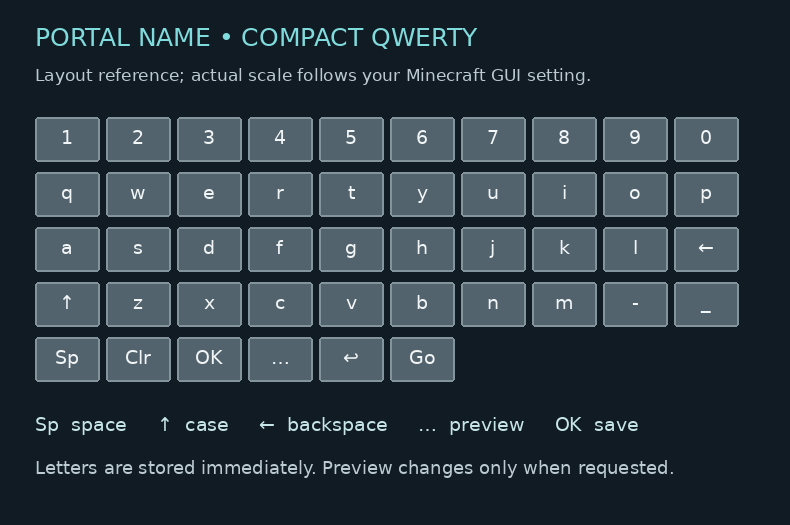 PORTAL NAME • COMPACT QWERTY
Layout reference; actual scale follows your Minecraft GUI setting.
1 2 3 4 5 6 7 8 9 0
q w e r t y u i o p
a s d f g h j k l ←
↑ z x c v b n m - _
Sp Clr OK … ↩ Go
Sp space ↑ case ← backspace … preview OK save
Letters are stored immediately. Preview changes only when requested.